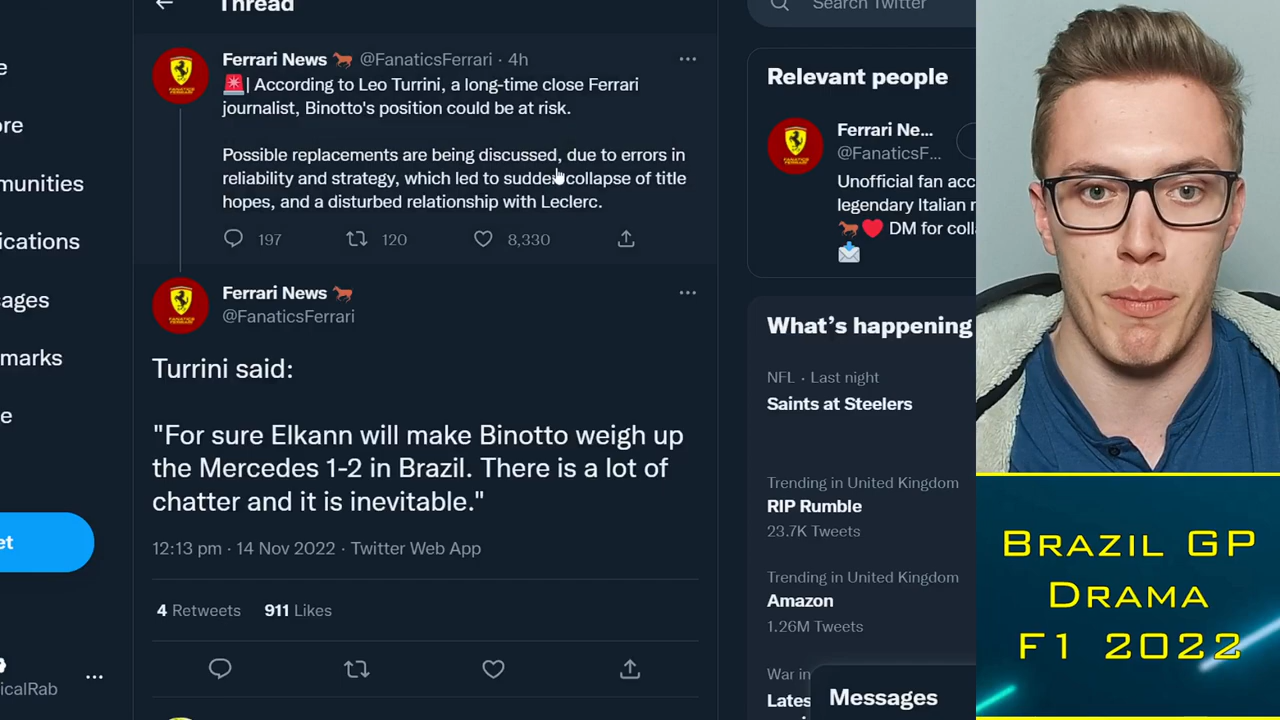 Thread
Search Twitter
Ferrari News 🐎 @FanaticsFerrari · 4h
🚨| According to Leo Turrini, a long-time close Ferrari
journalist, Binotto's position could be at risk.
Possible replacements are being discussed, due to errors in
reliability and strategy, which led to sudden collapse of title
hopes, and a disturbed relationship with Leclerc.
197
120
8,330
Ferrari News 🐎
@FanaticsFerrari
Turrini said:
"For sure Elkann will make Binotto weigh up
the Mercedes 1-2 in Brazil. There is a lot of
chatter and it is inevitable."
12:13 pm · 14 Nov 2022 · Twitter Web App
4 Retweets 911 Likes
Relevant people
Ferrari Ne...
@FanaticsF...
Unofficial fan acc
legendary Italian
🐎❤️ DM for coll
📩
What's happening
NFL · Last night
Saints at Steelers
Trending in United Kingdom
RIP Rumble
23.7K Tweets
Trending in United Kingdom
Amazon
1.26M Tweets
War in
Lates
Messages
e
ore
munities
ications
ages
marks
e
et
icalRab
Brazil GP
Drama
F1 2022